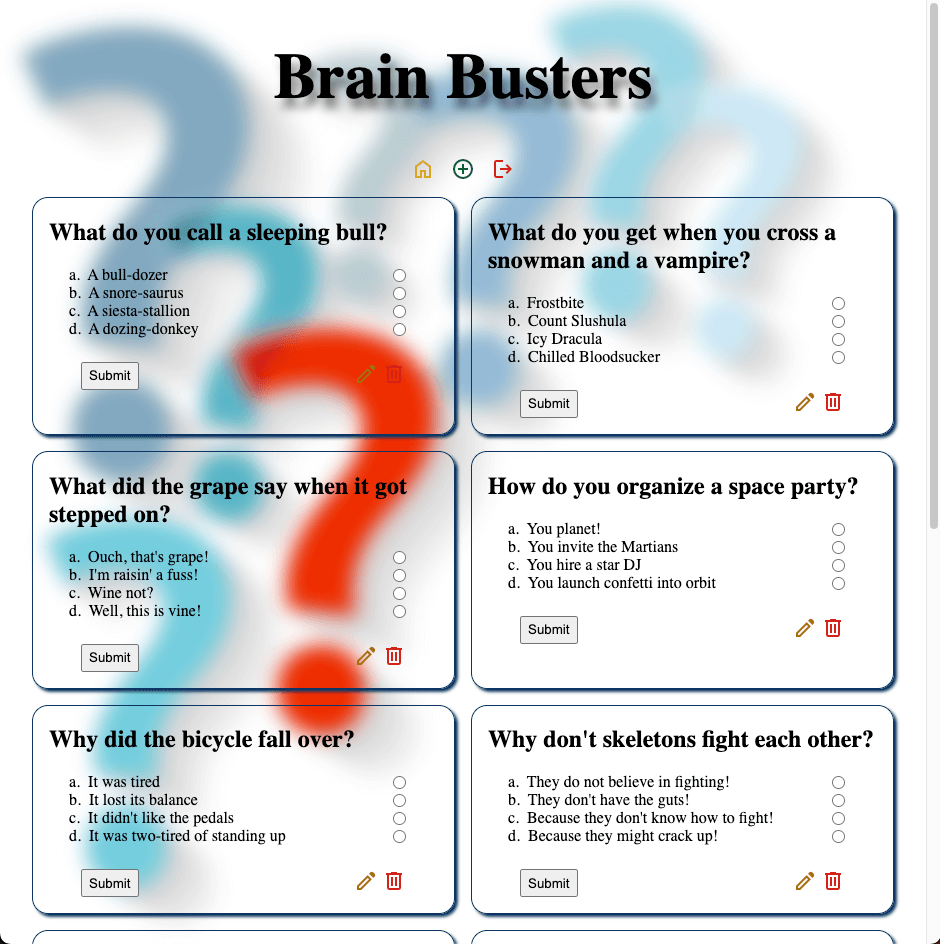 Brain Busters
What do you call a sleeping bull?
a. A bull-dozer
b. A snore-saurus
c. A siesta-stallion
d. A dozing-donkey
Submit
What do you get when you cross a
snowman and a vampire?
a. Frostbite
b. Count Slushula
c. Icy Dracula
d. Chilled Bloodsucker
Submit
What did the grape say when it got
stepped on?
a. Ouch, that's grape!
b. I'm raisin' a fuss!
c. Wine not?
d. Well, this is vine!
Submit
How do you organize a space party?
a. You planet!
b. You invite the Martians
c. You hire a star DJ
d. You launch confetti into orbit
Submit
Why did the bicycle fall over?
a. It was tired
b. It lost its balance
c. It didn't like the pedals
d. It was two-tired of standing up
Submit
Why don't skeletons fight each other?
a. They do not believe in fighting!
b. They don't have the guts!
c. Because they don't know how to fight!
d. Because they might crack up!
Submit